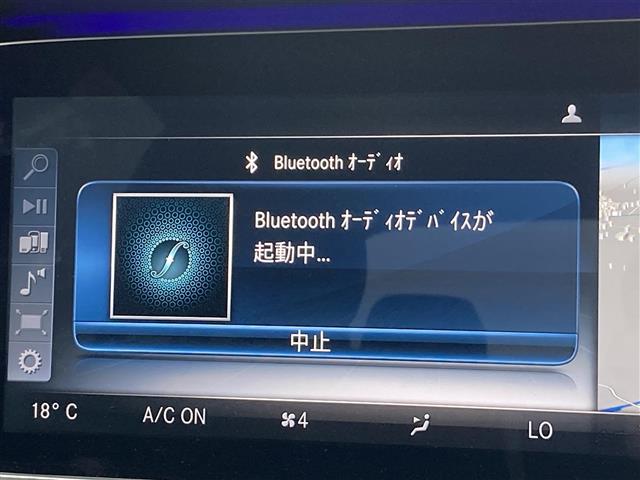 Bluetooth ｵｰﾃﾞｨｵ
Bluetooth ｵｰﾃﾞｨｵﾃﾞﾊﾞｲｽが
起動中...
中止
18° C
A/C ON
4
LO